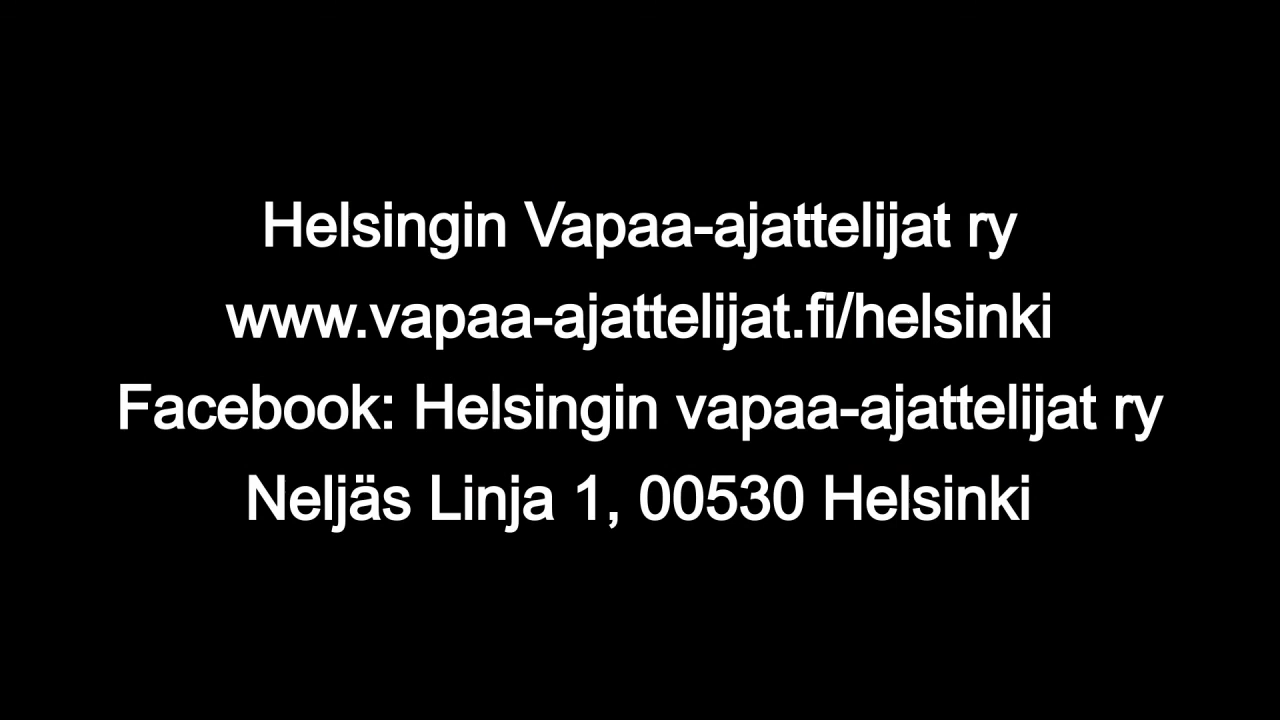 Helsingin Vapaa-ajattelijat ry
www.vapaa-ajattelijat.fi/helsinki
Facebook: Helsingin vapaa-ajattelijat ry
Neljäs Linja 1, 00530 Helsinki